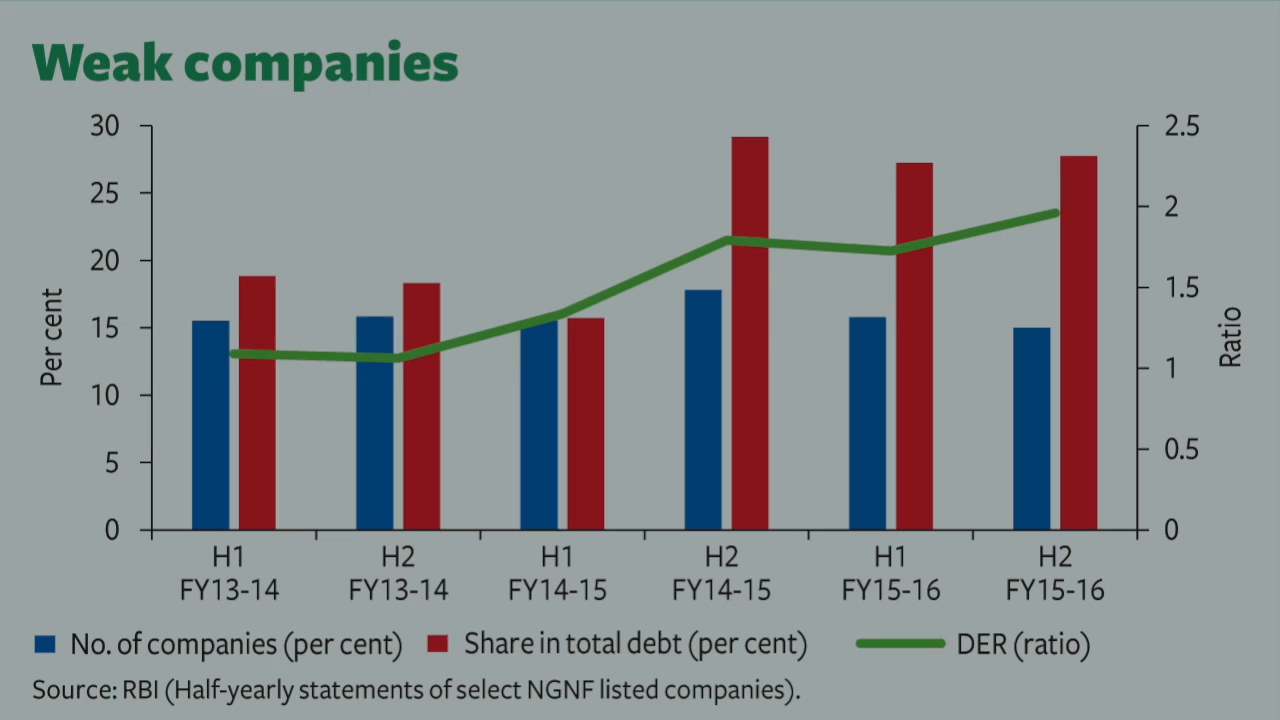 Weak companies
30
25
20
15
10
5
0
Per cent
2.5
2
1.5
1
0.5
0
Ratio
H1 H2 H1 H2 H1 H2
FY13-14 FY13-14 FY14-15 FY14-15 FY15-16 FY15-16
No. of companies (per cent) Share in total debt (per cent) DER (ratio)
Source: RBI (Half-yearly statements of select NGNF listed companies).